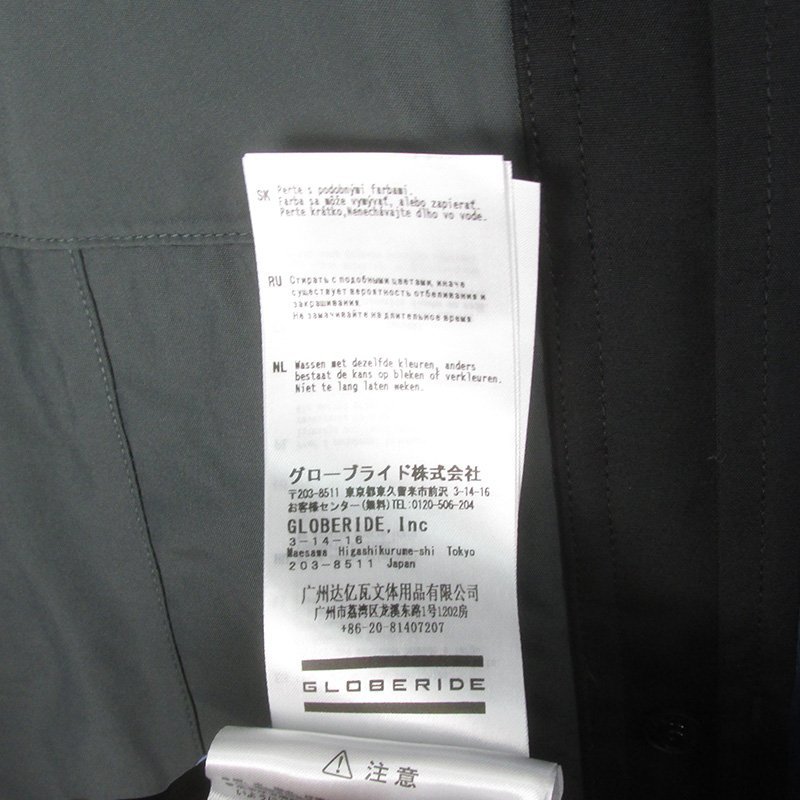 SK Perte s podobnými farbami.
Farba sa môže vymývať, alebo zapierať.
Perte krátko, Nenechávajte dlho vo vode.
RU Стирать с подобными цветами, иначе
существует вероятность отбеливания и
закрашивания
Не замачивайте на длительное время
NL Wassen met dezelfde kleuren, anders
bestaat de kans op bleken of verkleuren.
Niet te lang laten weken.
グローブライド株式会社
〒203-8511 東京都東久留米市前沢 3-14-16
お客様センター(無料)TEL:0120-506-204
GLOBERIDE, Inc
3-14-16
Maesawa Higashikurume-shi Tokyo
203-8511 Japan
广州达亿瓦文体用品有限公司
广州市荔湾区龙溪东路1号1202房
+86-20-81407207
GLOBERIDE
注意